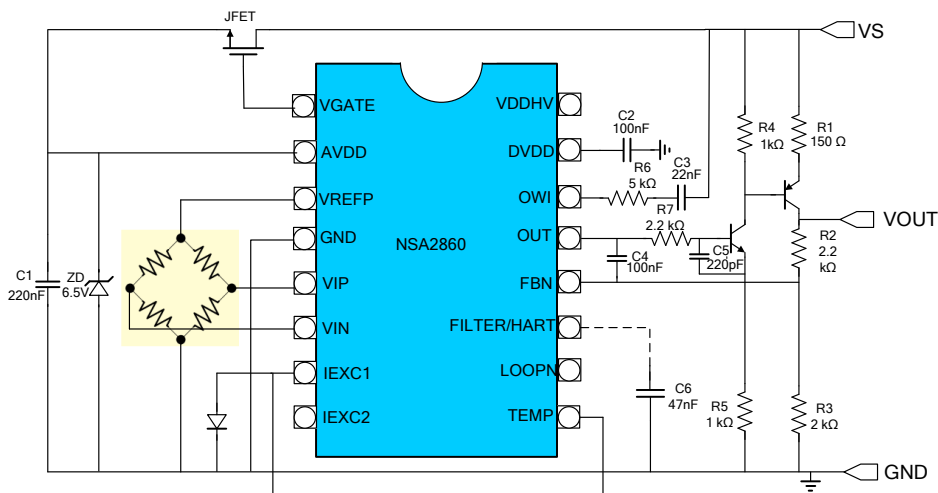 JFET
VS
VGATE
VDDHV
C2
100nF
R4
1kΩ
R1
150 Ω
AVDD
DVDD
R6
5 kΩ
C3
22nF
VREFP
OWI
R7
2.2 kΩ
VOUT
GND
NSA2860
OUT
C4
100nF
C5
220pF
R2
2.2
kΩ
C1
220nF
ZD
6.5V
VIP
FBN
VIN
FILTER/HART
IEXC1
LOOPN
C6
47nF
IEXC2
TEMP
R5
1 kΩ
R3
2 kΩ
GND